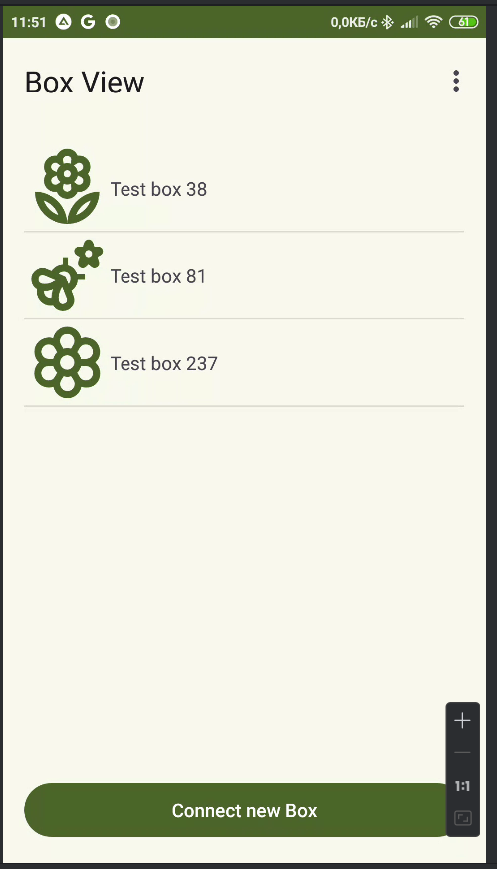 11:51 0,0КБ/с 61
Box View
Test box 38
Test box 81
Test box 237
1:1
Connect new Box